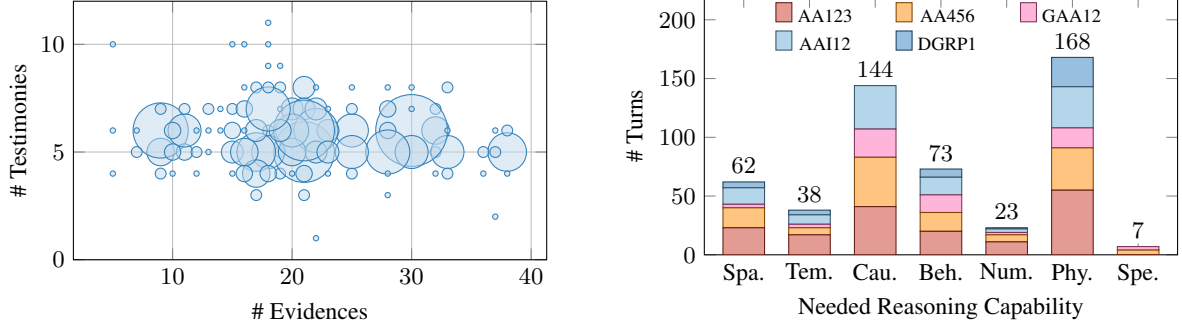 # Testimonies
10
5
0
10 20 30 40
# Evidences
# Turns
200
150
100
50
0
AA123 AA456 GAA12
AAI12 DGRP1
62 38 144 73 23 168 7
Spa. Tem. Cau. Beh. Num. Phy. Spe.
Needed Reasoning Capability